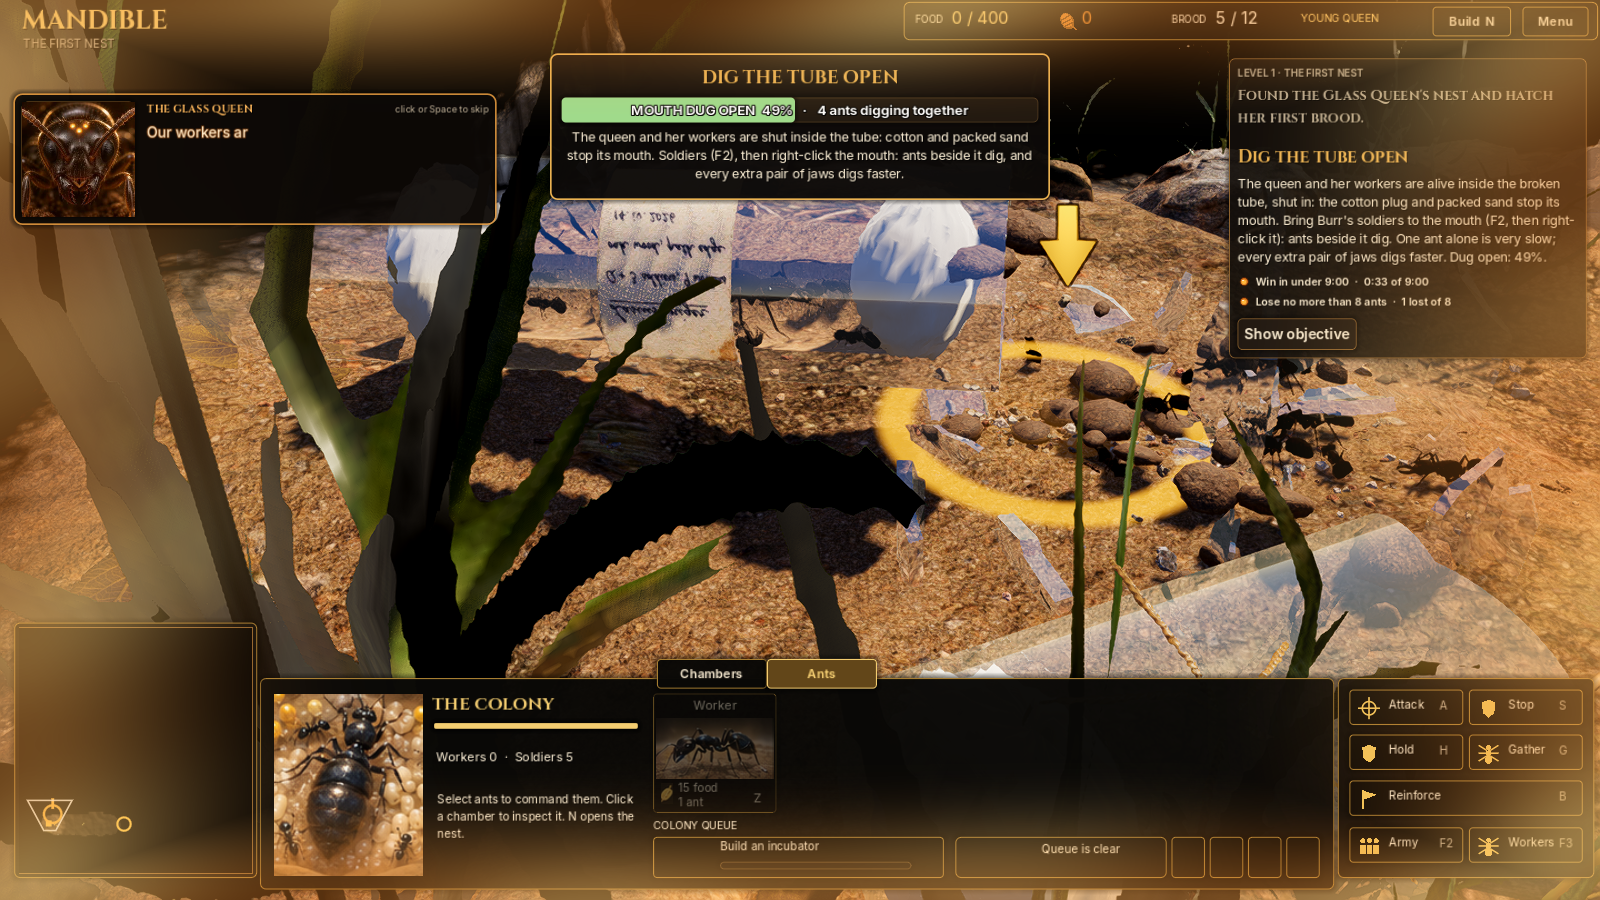 MANDIBLE
THE FIRST NEST
FOOD 0 / 400
0
BROOD 5 / 12
YOUNG QUEEN
Build N
Menu
THE GLASS QUEEN
click or Space to skip
Our workers ar
DIG THE TUBE OPEN
MOUTH DUG OPEN 49% · 4 ants digging together
The queen and her workers are shut inside the tube: cotton and packed sand
stop its mouth. Soldiers (F2), then right-click the mouth: ants beside it dig, and
every extra pair of jaws digs faster.
LEVEL 1 · THE FIRST NEST
FOUND THE GLASS QUEEN'S NEST AND HATCH
HER FIRST BROOD.
DIG THE TUBE OPEN
The queen and her workers are alive inside the broken
tube, shut in: the cotton plug and packed sand stop its
mouth. Bring Burr's soldiers to the mouth (F2, then right-
click it): ants beside it dig. One ant alone is very slow;
every extra pair of jaws digs faster. Dug open: 49%.
Win in under 9:00 · 0:33 of 9:00
Lose no more than 8 ants · 1 lost of 8
Show objective
14. iv. 2026
Lasius niger
Chambers
Ants
THE COLONY
Workers 0 · Soldiers 5
Select ants to command them. Click
a chamber to inspect it. N opens the
nest.
Worker
15 food
1 ant
Z
COLONY QUEUE
Build an incubator
Queue is clear
Attack A
Stop S
Hold H
Gather G
Reinforce B
Army F2
Workers F3